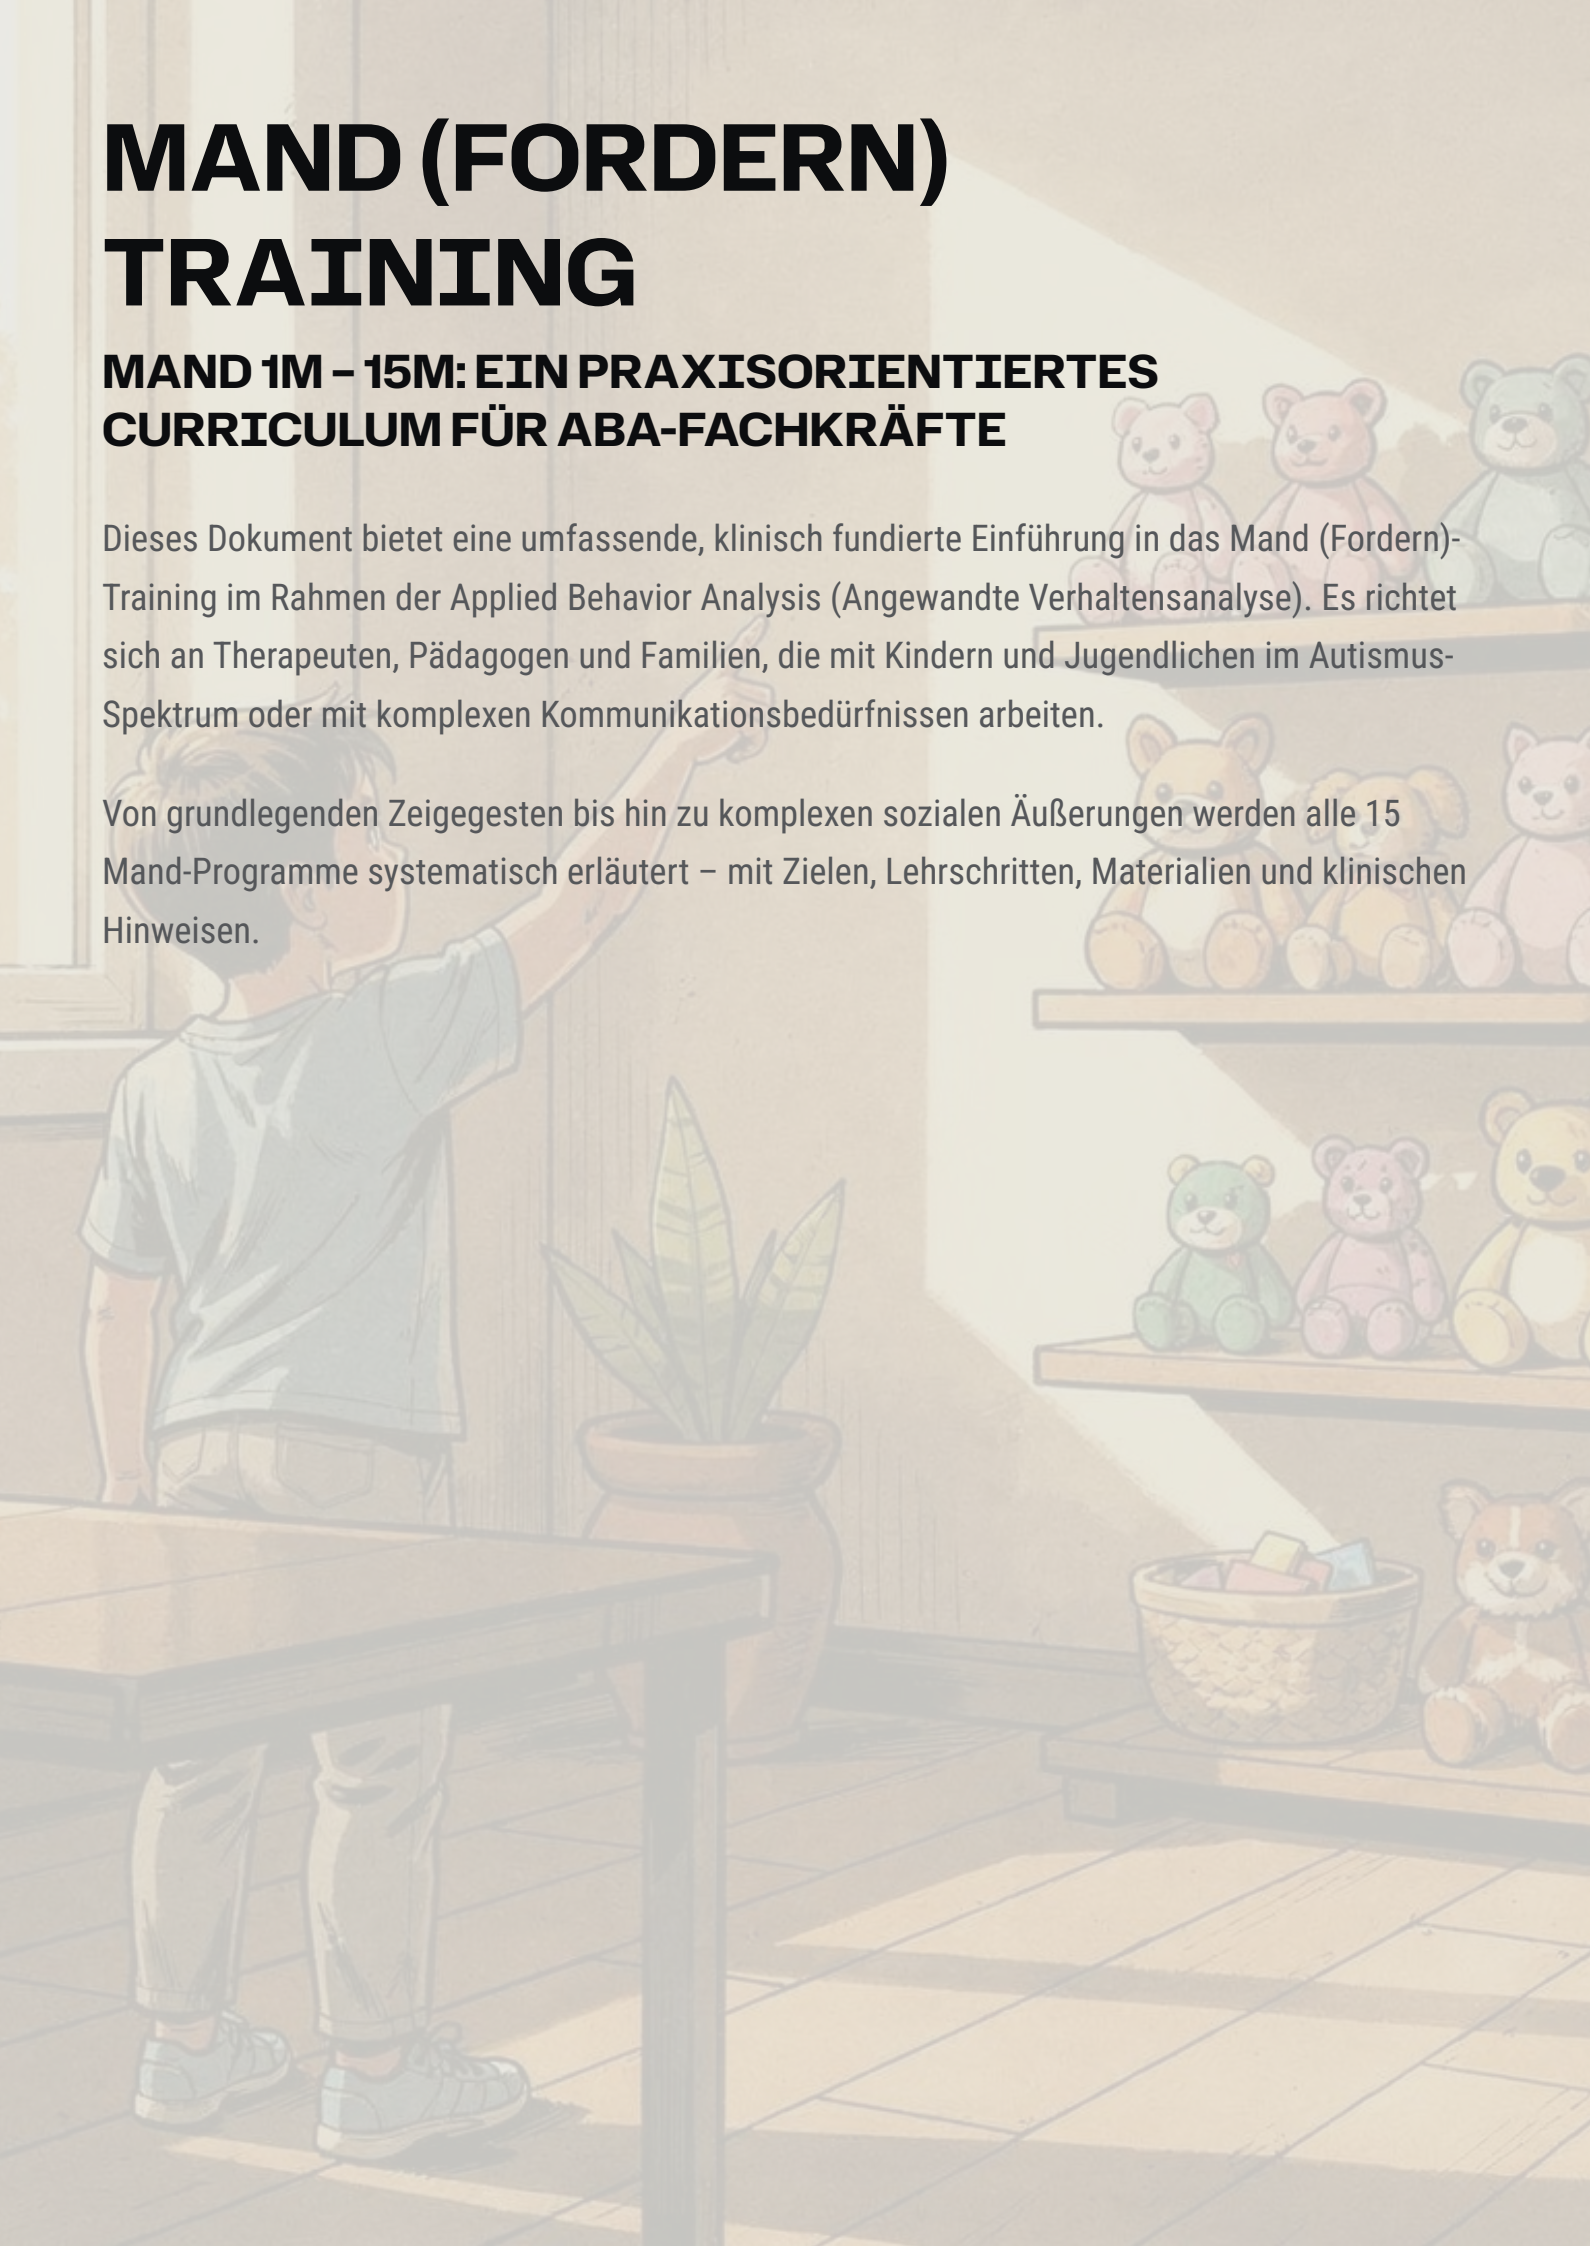 MAND (FORDERN)
TRAINING
MAND 1M – 15M: EIN PRAXISORIENTIERTES
CURRICULUM FÜR ABA-FACHKRÄFTE
Dieses Dokument bietet eine umfassende, klinisch fundierte Einführung in das Mand (Fordern)-
Training im Rahmen der Applied Behavior Analysis (Angewandte Verhaltensanalyse). Es richtet
sich an Therapeuten, Pädagogen und Familien, die mit Kindern und Jugendlichen im Autismus-
Spektrum oder mit komplexen Kommunikationsbedürfnissen arbeiten.
Von grundlegenden Zeigegesten bis hin zu komplexen sozialen Äußerungen werden alle 15
Mand-Programme systematisch erläutert – mit Zielen, Lehrschritten, Materialien und klinischen
Hinweisen.